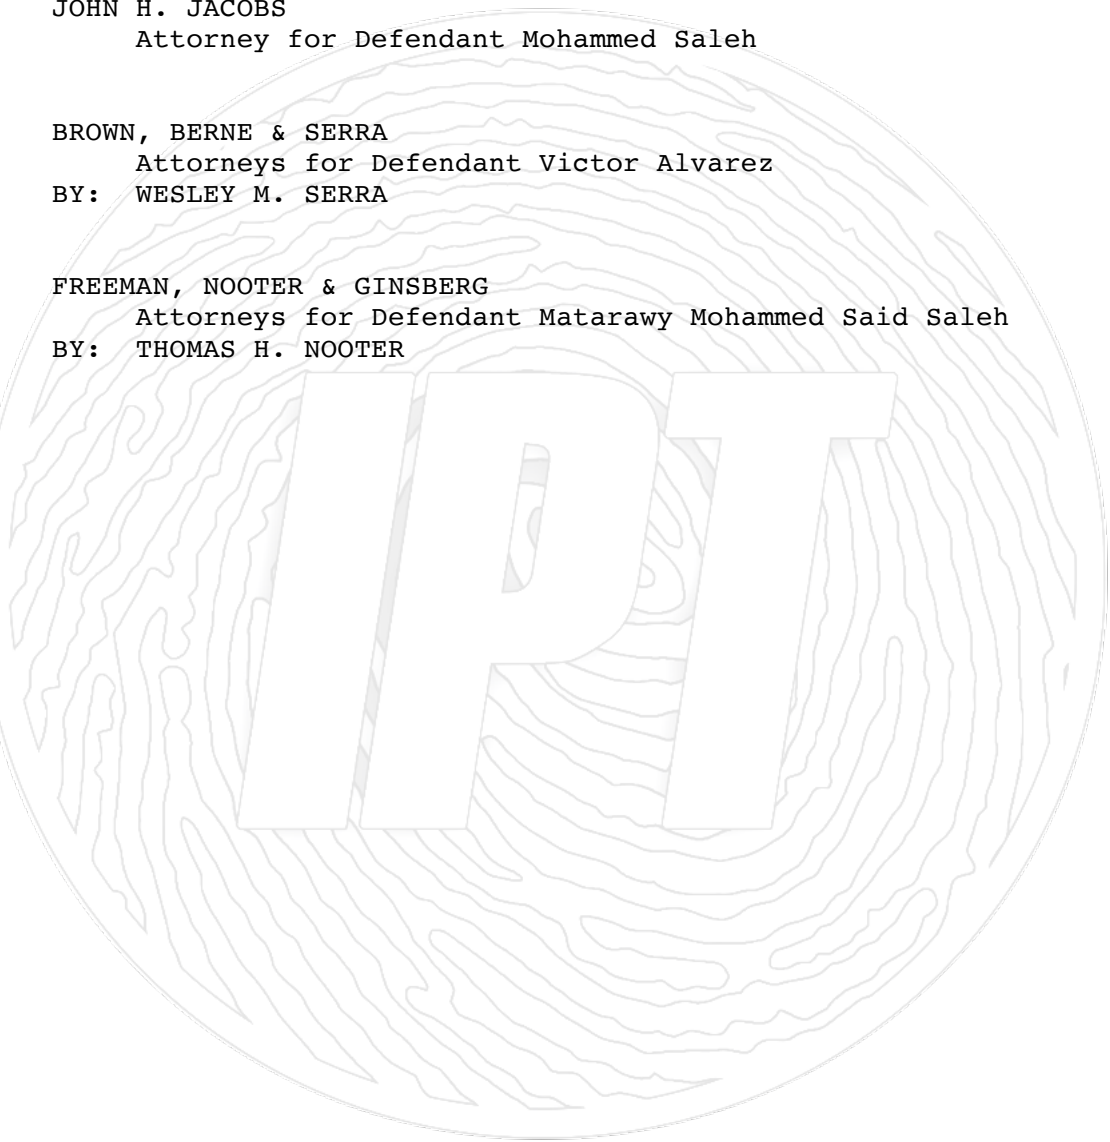 JOHN H. JACOBS
Attorney for Defendant Mohammed Saleh
BROWN, BERNE & SERRA
Attorneys for Defendant Victor Alvarez
BY: WESLEY M. SERRA
FREEMAN, NOOTER & GINSBERG
Attorneys for Defendant Matarawy Mohammed Said Saleh
BY: THOMAS H. NOOTER
IPT